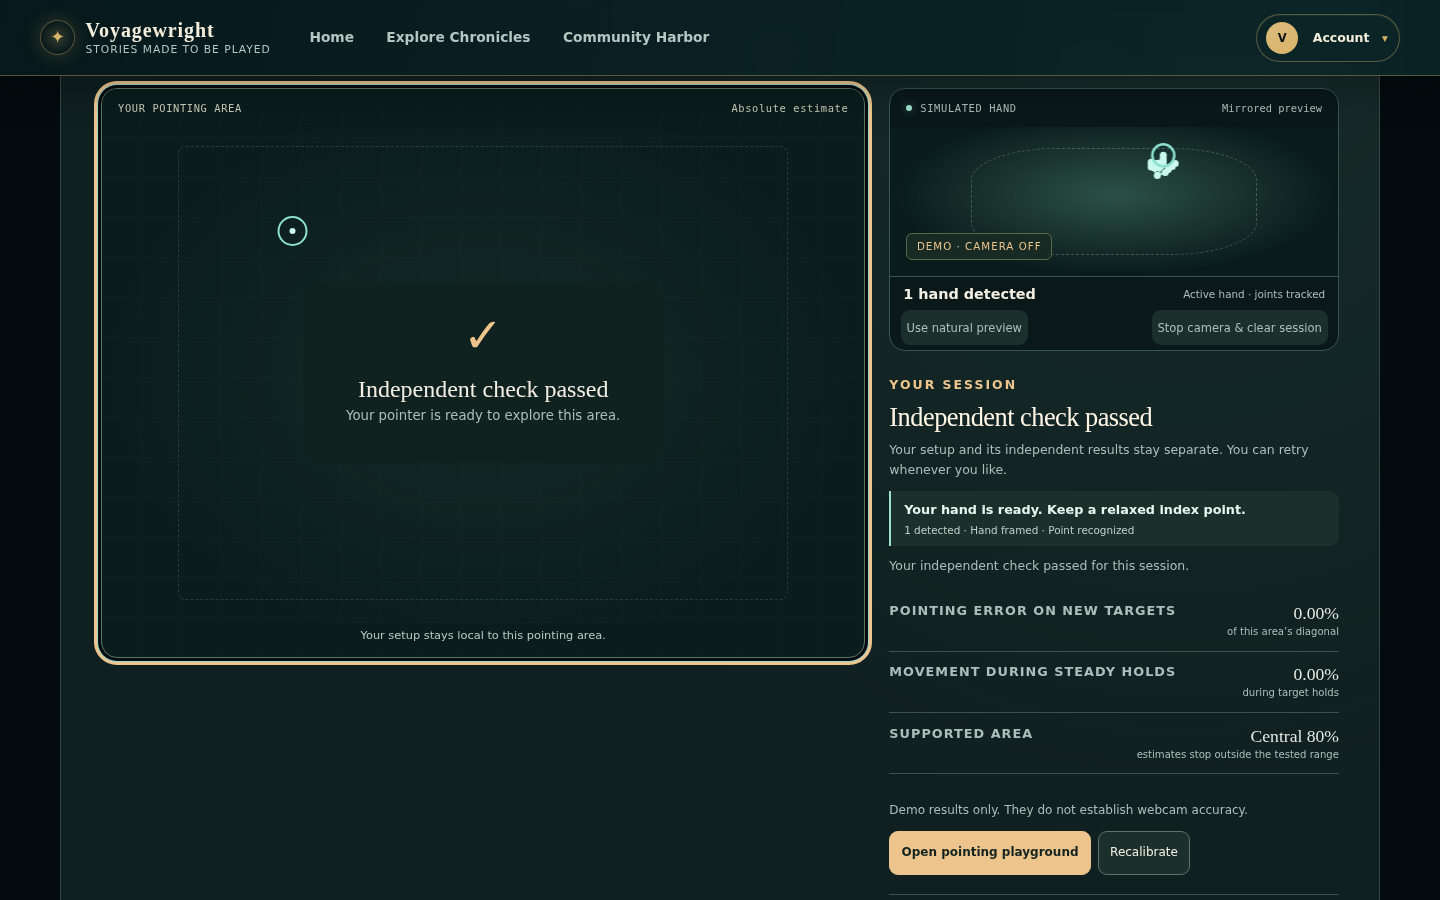 Voyagewright
STORIES MADE TO BE PLAYED
Home
Explore Chronicles
Community Harbor
V
Account
YOUR POINTING AREA
Absolute estimate
Independent check passed
Your pointer is ready to explore this area.
Your setup stays local to this pointing area.
SIMULATED HAND
Mirrored preview
DEMO · CAMERA OFF
1 hand detected
Active hand · joints tracked
Use natural preview
Stop camera & clear session
YOUR SESSION
Independent check passed
Your setup and its independent results stay separate. You can retry
whenever you like.
Your hand is ready. Keep a relaxed index point.
1 detected · Hand framed · Point recognized
Your independent check passed for this session.
POINTING ERROR ON NEW TARGETS
0.00%
of this area's diagonal
MOVEMENT DURING STEADY HOLDS
0.00%
during target holds
SUPPORTED AREA
Central 80%
estimates stop outside the tested range
Demo results only. They do not establish webcam accuracy.
Open pointing playground
Recalibrate